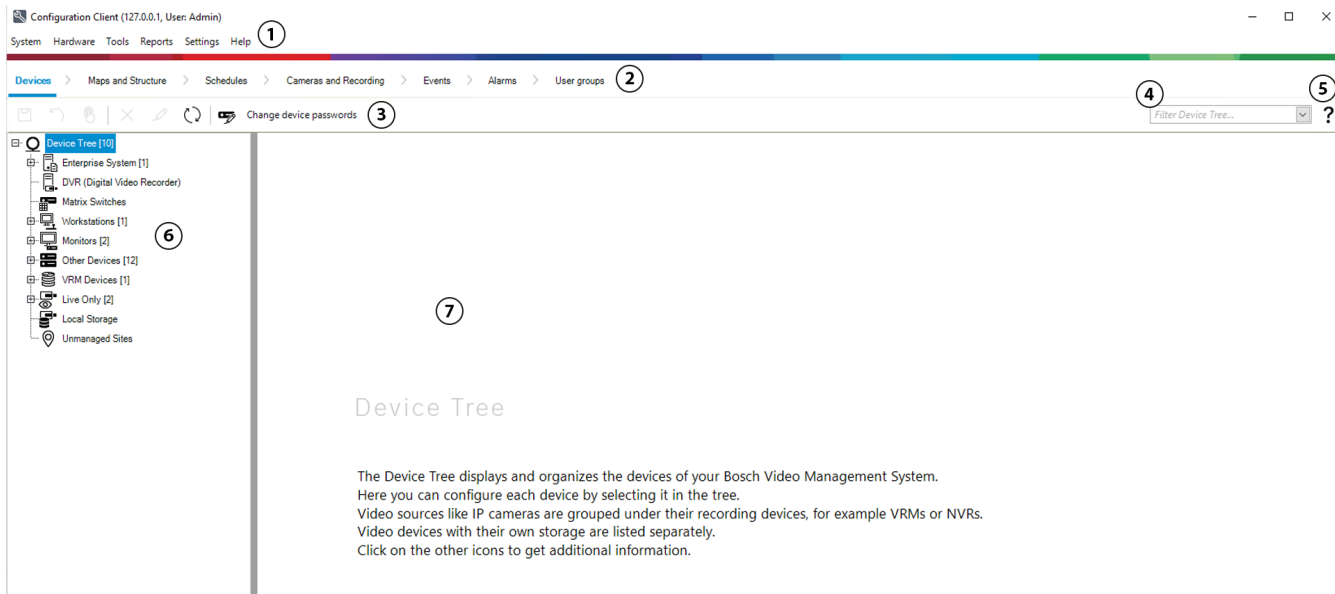 Configuration Client (127.0.0.1, User: Admin)
System Hardware Tools Reports Settings Help 1
Devices > Maps and Structure > Schedules > Cameras and Recording > Events > Alarms > User groups 2
Change device passwords 3
4 5
Filter Device Tree... ?
Device Tree [10]
Enterprise System [1]
DVR (Digital Video Recorder)
Matrix Switches
Workstations [1]
6
Monitors [2]
Other Devices [12]
VRM Devices [1]
Live Only [2]
Local Storage
Unmanaged Sites
7
Device Tree
The Device Tree displays and organizes the devices of your Bosch Video Management System.
Here you can configure each device by selecting it in the tree.
Video sources like IP cameras are grouped under their recording devices, for example VRMs or NVRs.
Video devices with their own storage are listed separately.
Click on the other icons to get additional information.